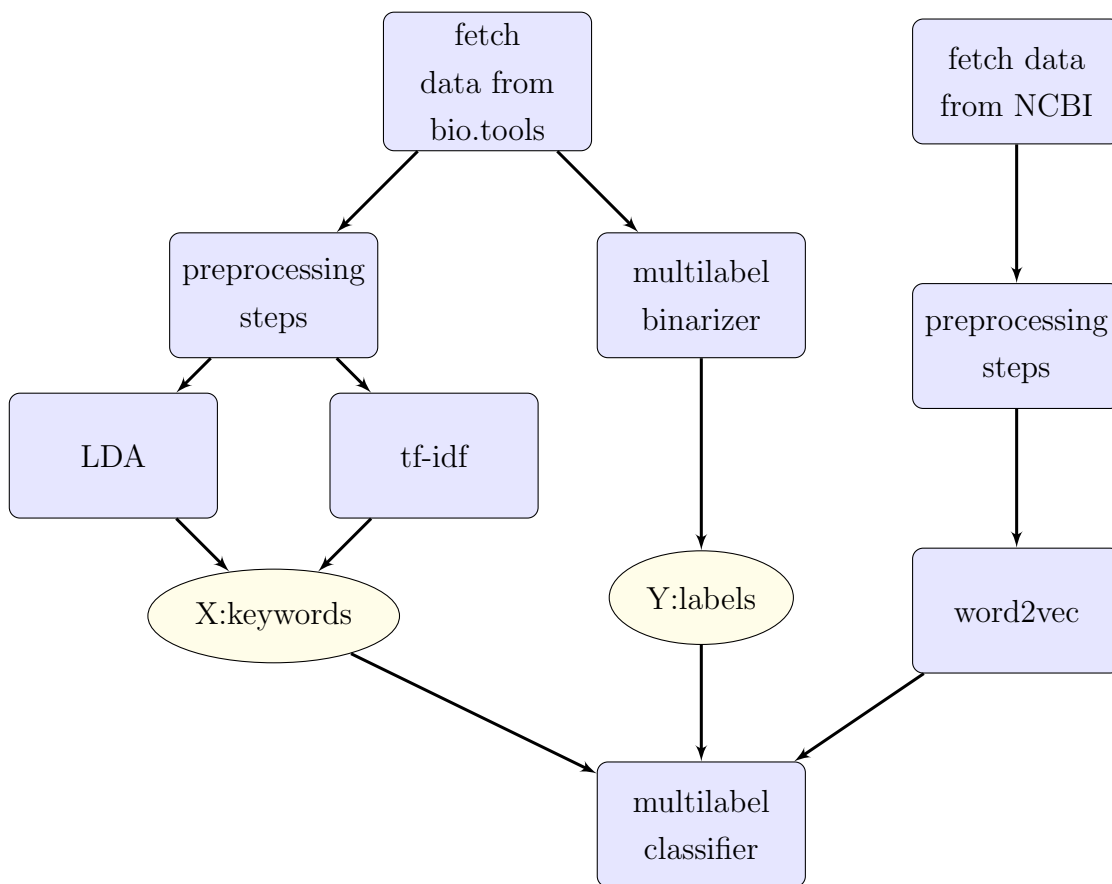 fetch
data from
bio.tools
fetch data
from NCBI
preprocessing
steps
multilabel
binarizer
preprocessing
steps
LDA
tf-idf
X:keywords
Y:labels
word2vec
multilabel
classifier